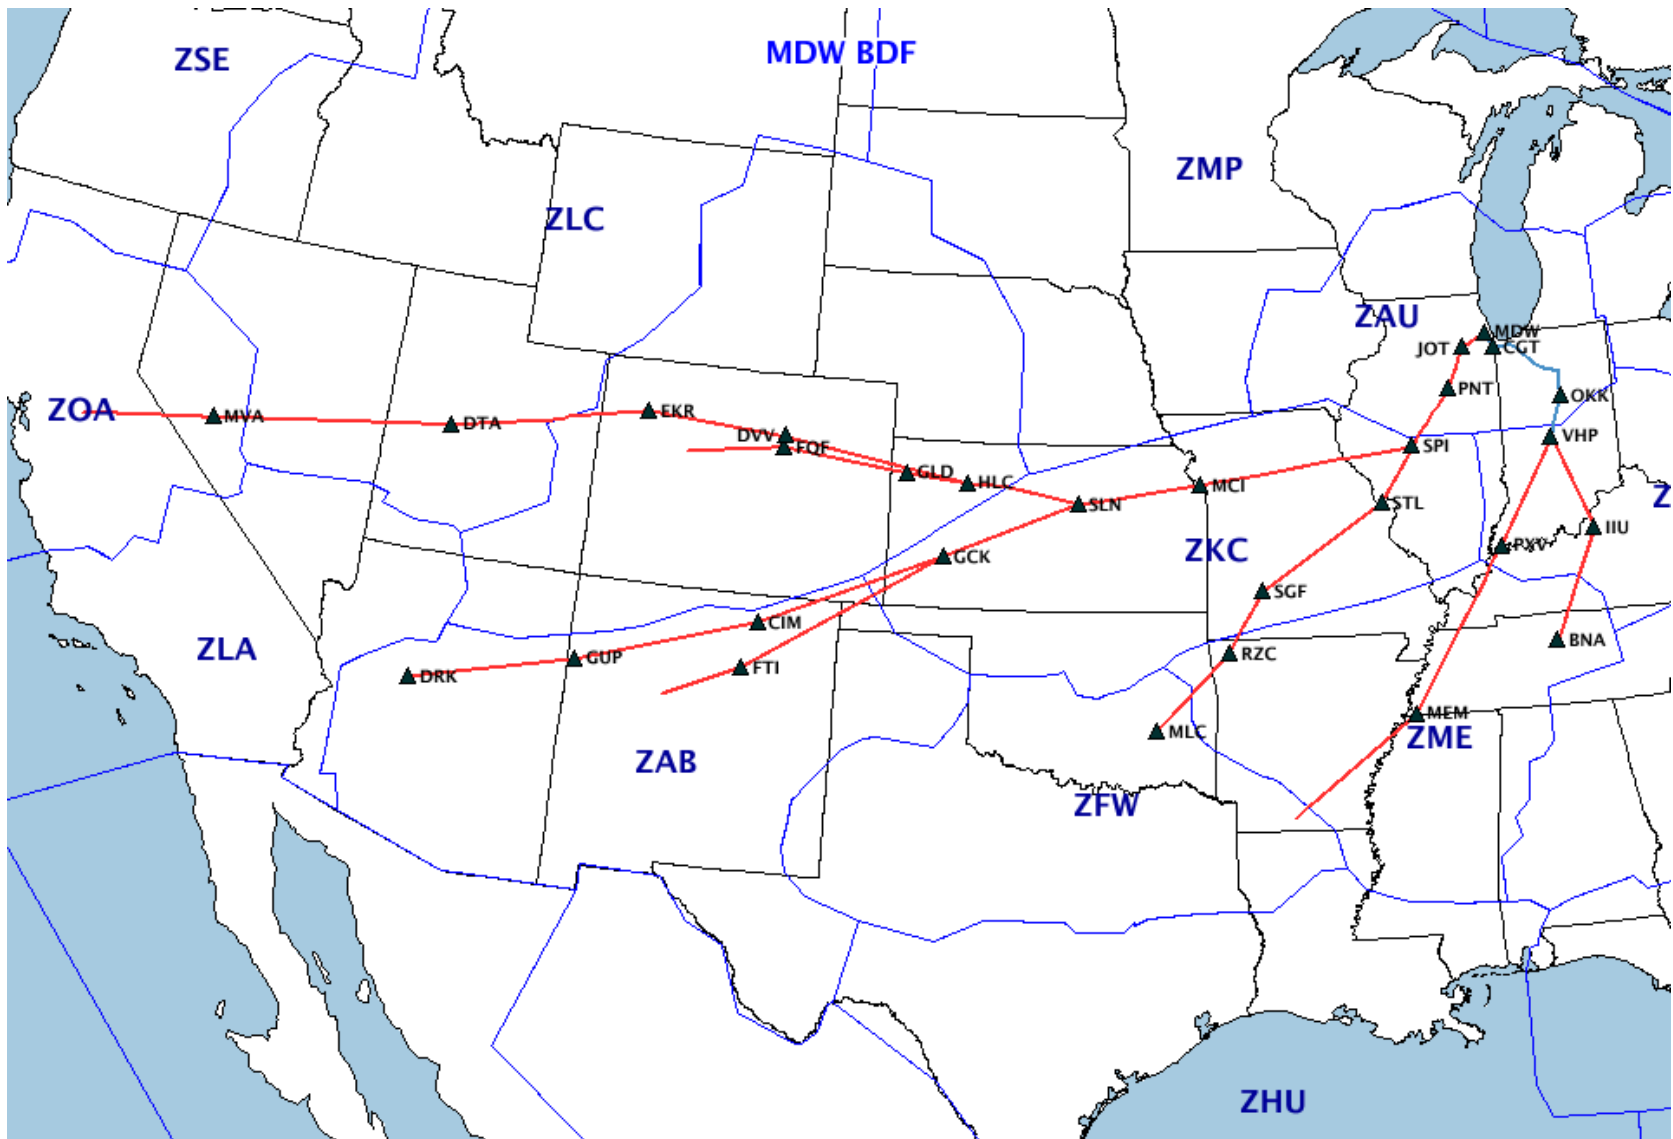 MDW BDF
ZSE
ZMP
ZLC
ZAU
MDW
JOT
CGT
PNT
OKK
ZOA
MVA
DTA
EKR
DVV
FQF
VHP
SPI
GLD
HLC
MCI
SLN
STL
Z
IIU
PXV
ZKC
GCK
SGF
CIM
BNA
ZLA
GUP
RZC
FTI
DRK
MEM
MLC
ZME
ZAB
ZFW
ZHU